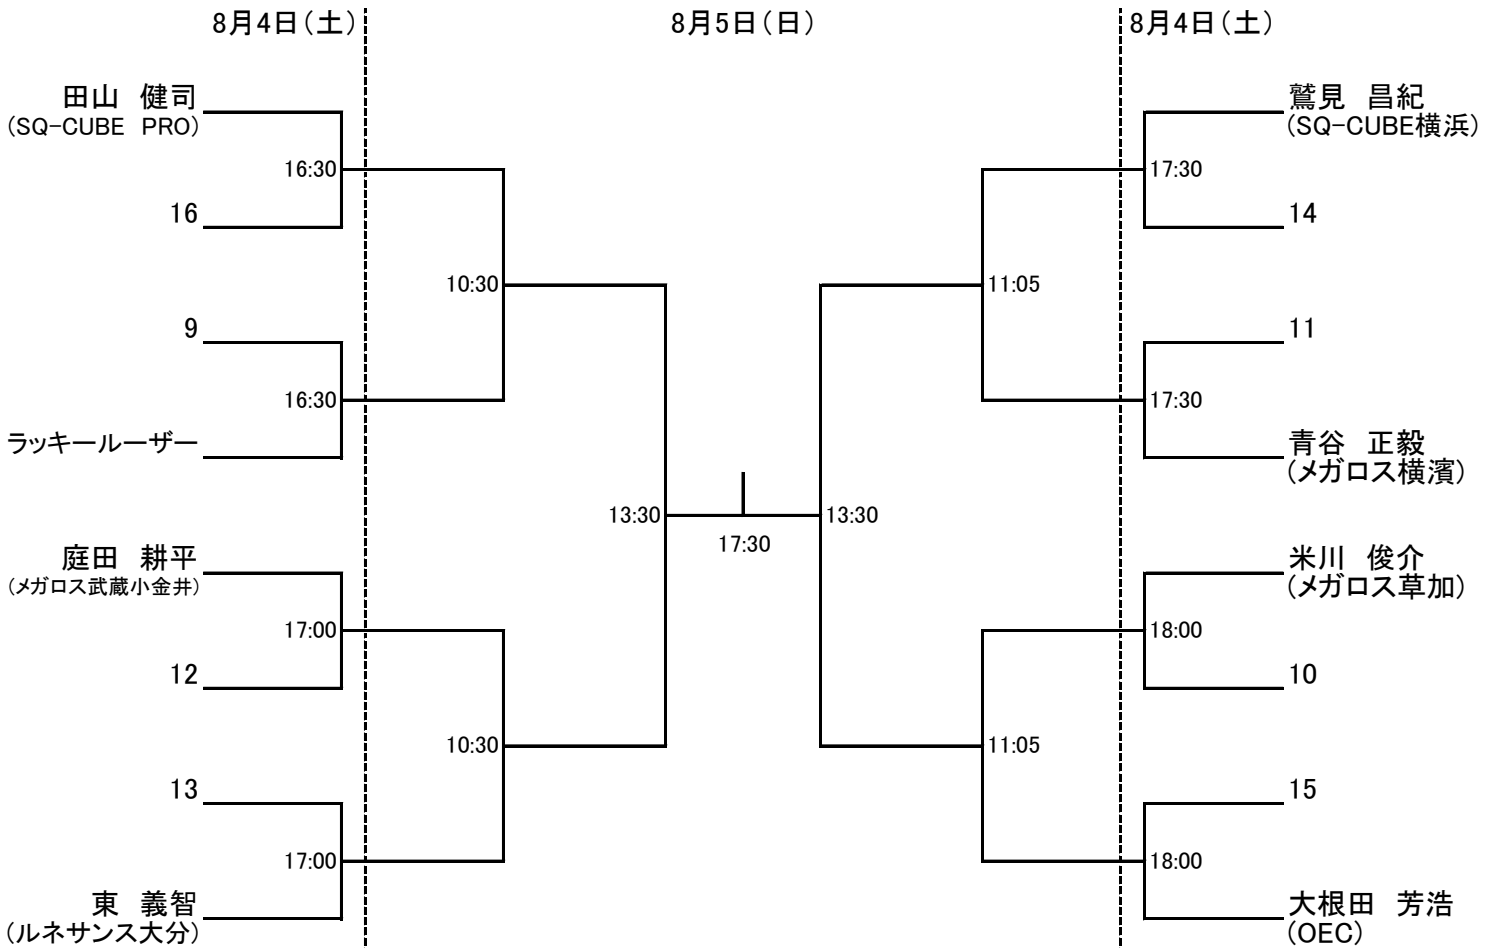 8月4日（土）
8月5日（日）
8月4日（土）
田山　健司
（SQ-CUBE　PRO）
16:30
16
10:30
9
16:30
ラッキールーザー
13:30
庭田　耕平
（メガロス武蔵小金井）
17:00
12
10:30
13
17:00
東　義智
（ルネサンス大分）
17:30
鷲見　昌紀
（SQ-CUBE横浜）
17:30
14
11:05
11
17:30
青谷　正毅
（メガロス横濱）
13:30
米川　俊介
（メガロス草加）
18:00
10
11:05
15
18:00
大根田　芳浩
（OEC）